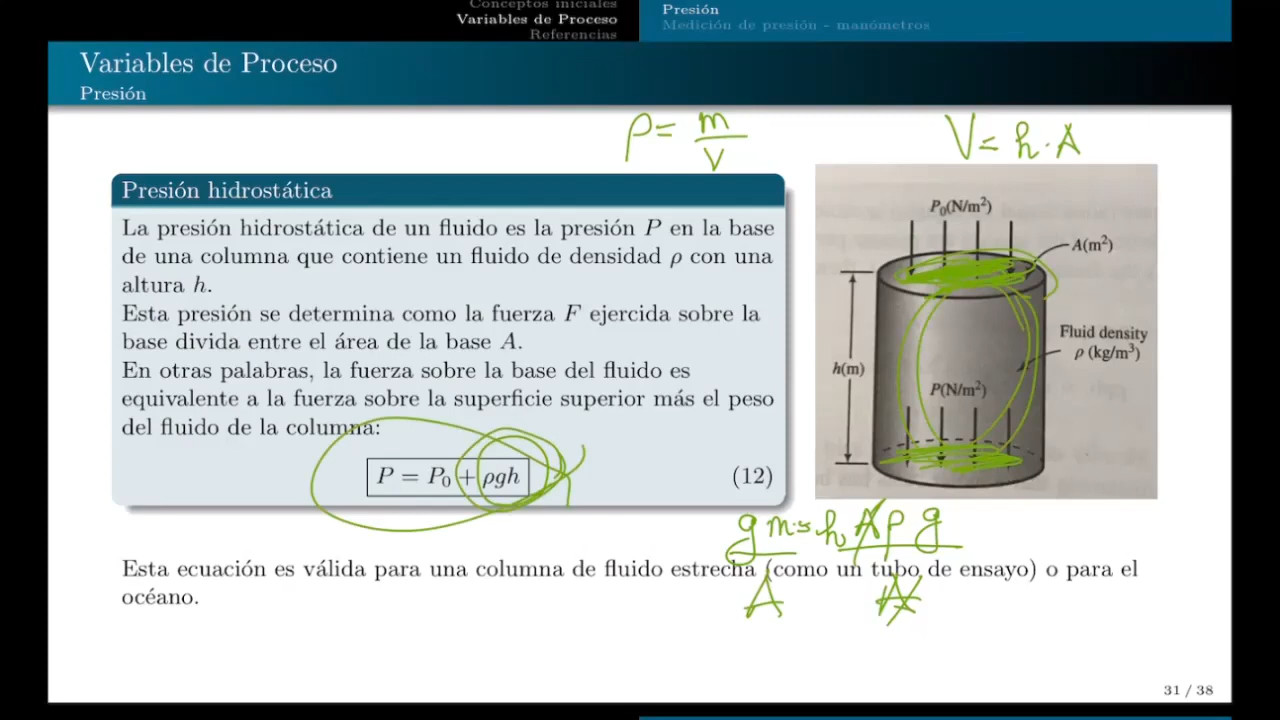 Conceptos iniciales
Variables de Proceso
Referencias
Presión
Medición de presión - manómetros
Variables de Proceso
Presión
ρ = m / V
V = h · A
Presión hidrostática
La presión hidrostática de un fluido es la presión P en la base
de una columna que contiene un fluido de densidad ρ con una
altura h.
Esta presión se determina como la fuerza F ejercida sobre la
base divida entre el área de la base A.
En otras palabras, la fuerza sobre la base del fluido es
equivalente a la fuerza sobre la superficie superior más el peso
del fluido de la columna:
P = P₀ + ρgh
(12)
P₀(N/m²)
A(m²)
Fluid density
ρ (kg/m³)
h(m)
P(N/m²)
g m = h A ρ g
A A
Esta ecuación es válida para una columna de fluido estrecha (como un tubo de ensayo) o para el
océano.
31 / 38